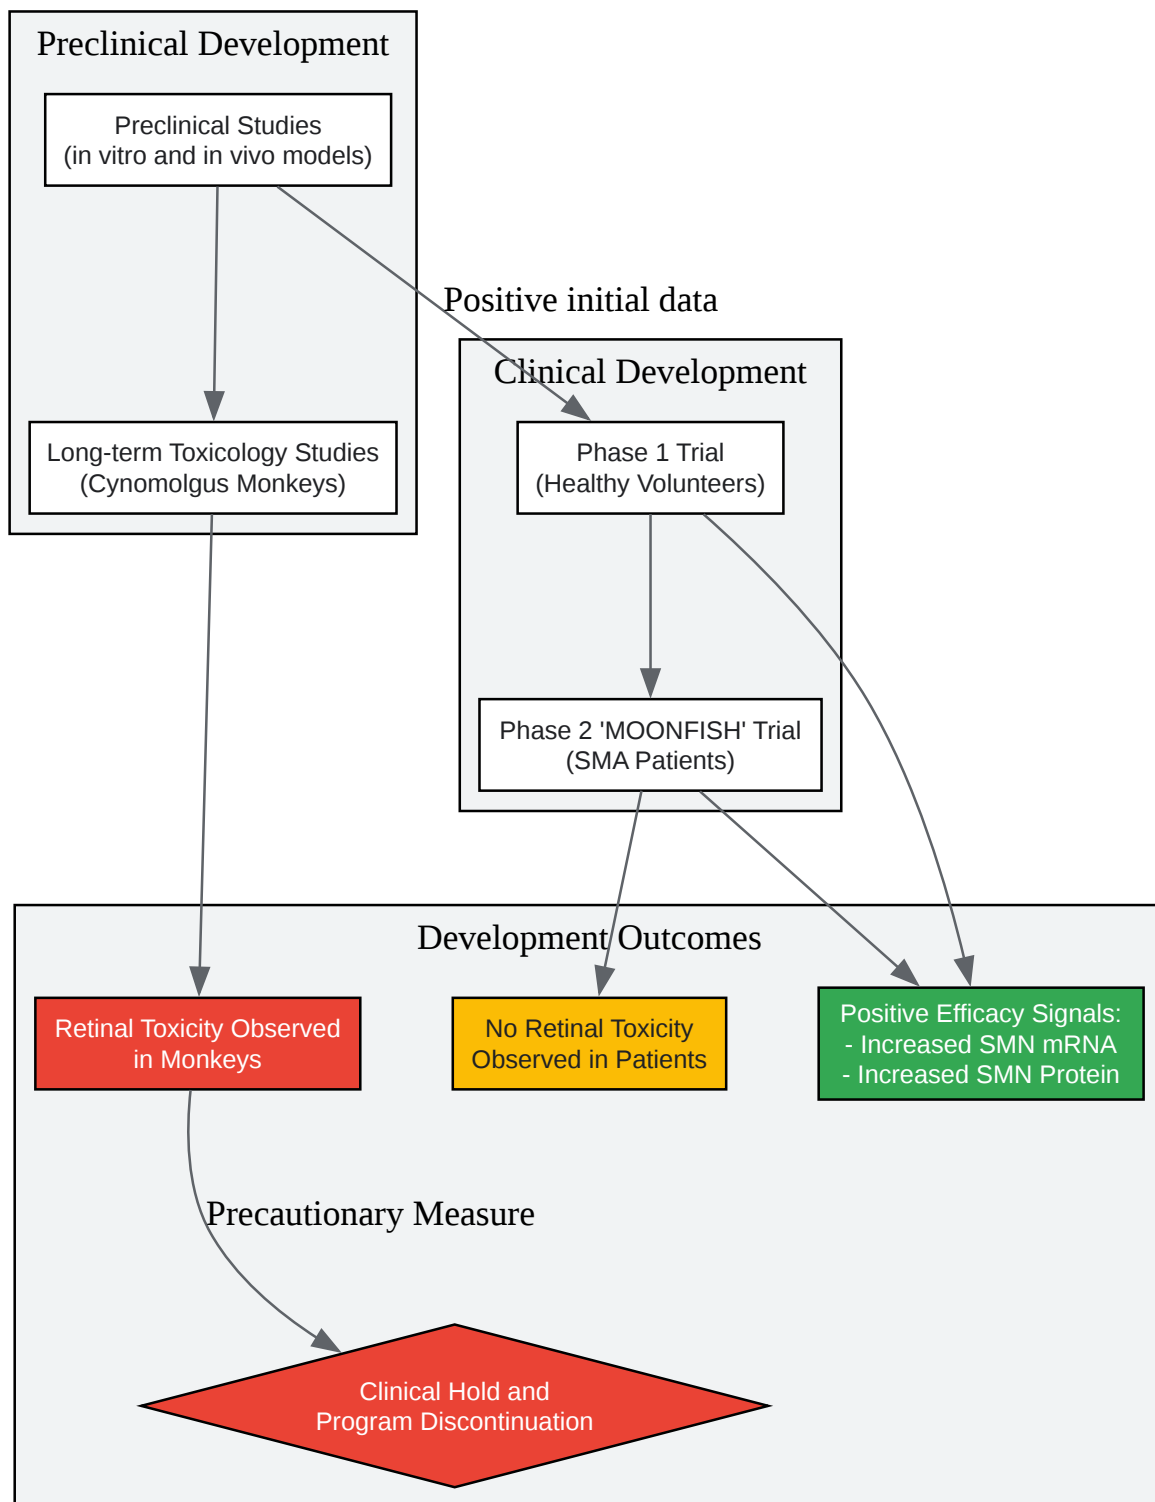 Preclinical Development
Preclinical Studies
(in vitro and in vivo models)
Positive initial data
Clinical Development
Long-term Toxicology Studies
(Cynomolgus Monkeys)
Phase 1 Trial
(Healthy Volunteers)
Phase 2 'MOONFISH' Trial
(SMA Patients)
Development Outcomes
Retinal Toxicity Observed
in Monkeys
No Retinal Toxicity
Observed in Patients
Positive Efficacy Signals:
- Increased SMN mRNA
- Increased SMN Protein
Precautionary Measure
Clinical Hold and
Program Discontinuation